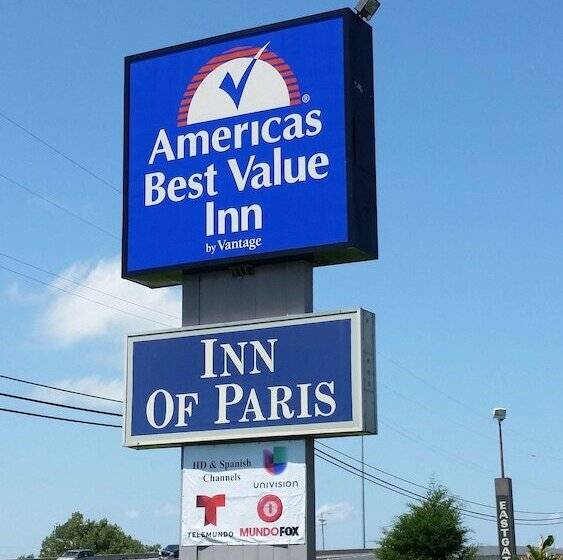 Americas
Best Value
Inn
by Vantage
INN
OF PARIS
HD & Spanish
Channels
UNIVISION
TELEMUNDO
MUNDOFOX
EASTGA